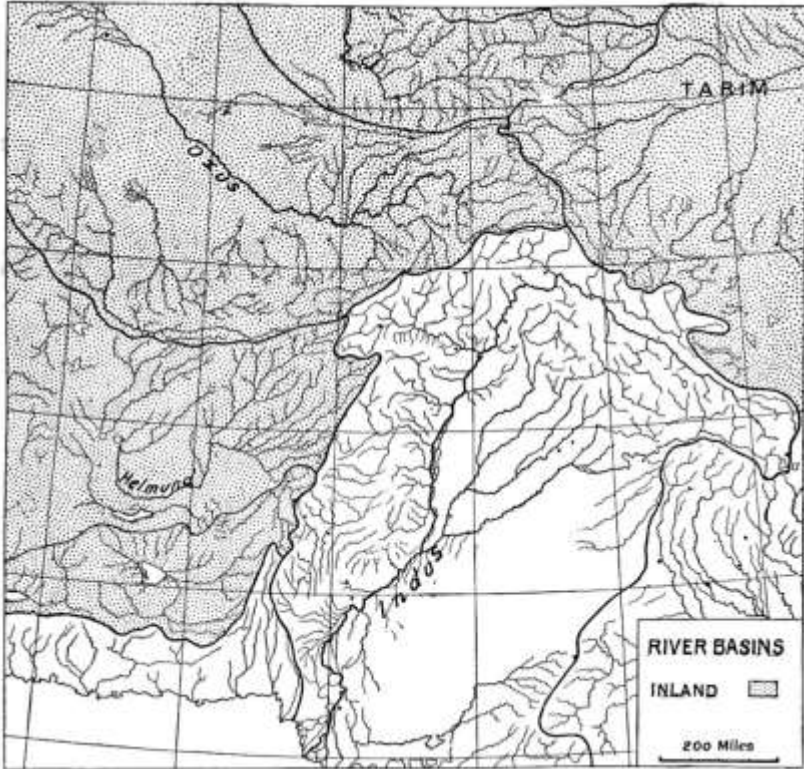 TARIM
OXUS
Helmund
Indus
RIVER BASINS
INLAND
200 Miles